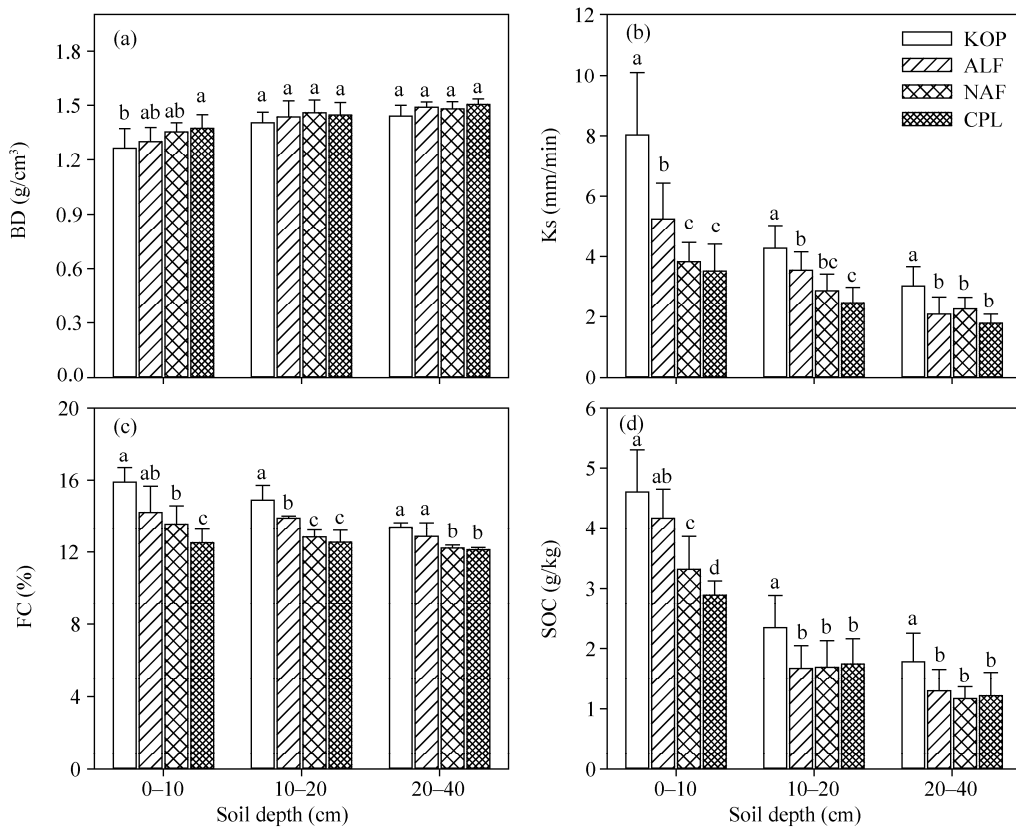 (a)
BD (g/cm³)
1.8
1.5
1.2
0.9
0.6
0.3
0.0
b ab ab a
a a a a
a a a a
(b)
Ks (mm/min)
12
10
8
6
4
2
0
a b c c
a b bc c
a b b b
KOP
ALF
NAF
CPL
(c)
FC (%)
20
16
12
8
4
0
a ab b c
a b c c
a a b b
0–10 10–20 20–40
Soil depth (cm)
(d)
SOC (g/kg)
6
5
4
3
2
1
0
a ab c d
a b b b
a b b b
0–10 10–20 20–40
Soil depth (cm)